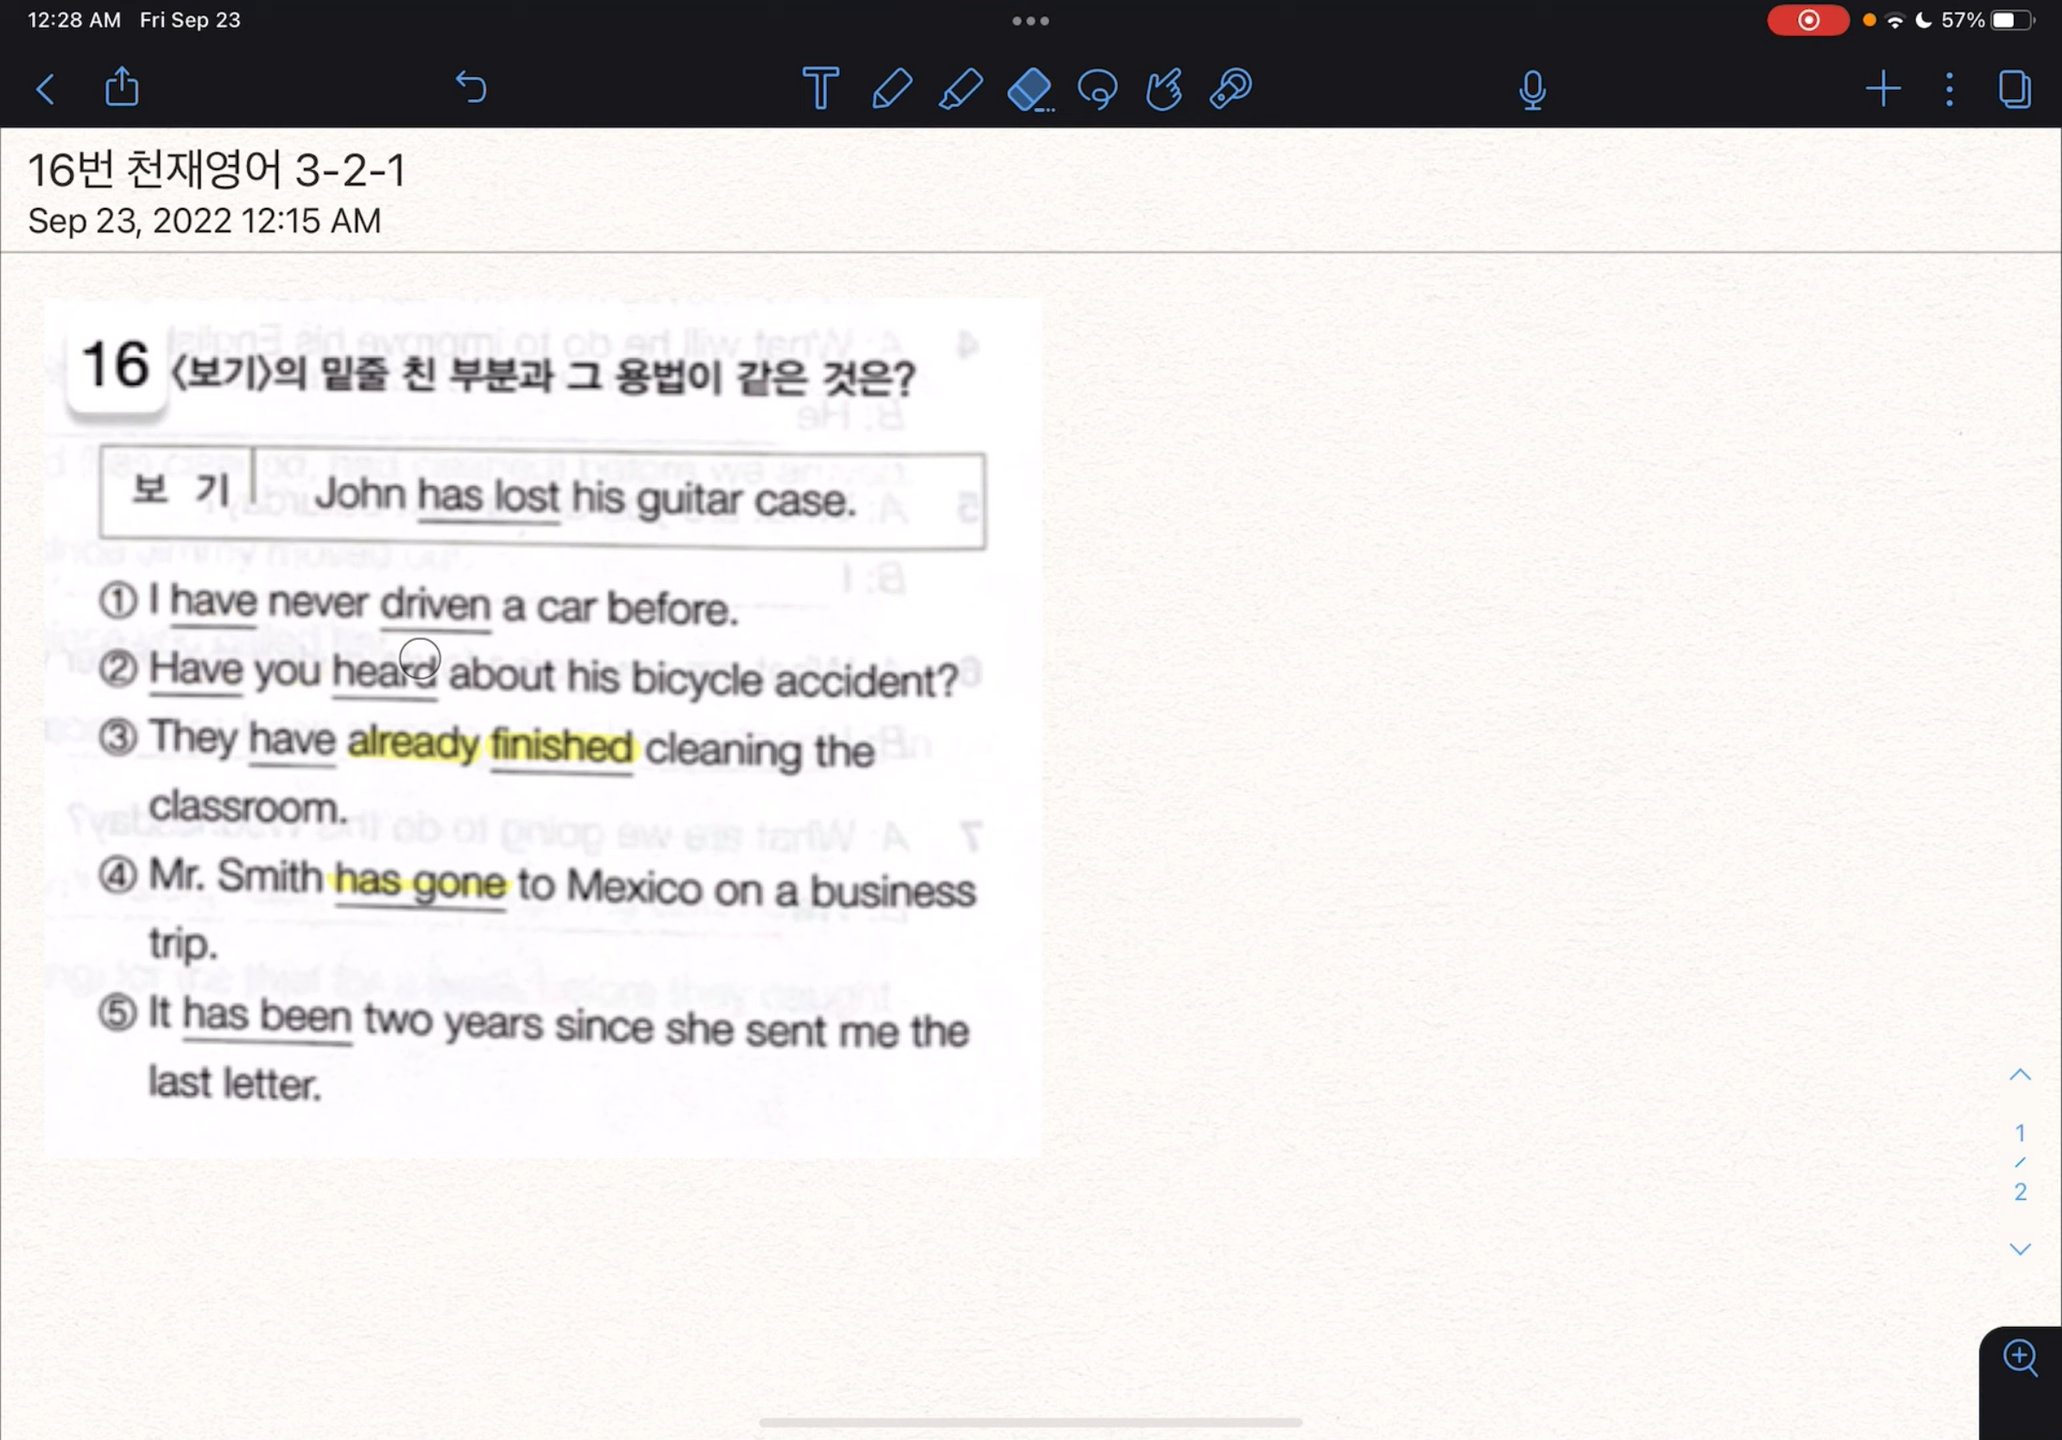 12:28 AM Fri Sep 23
57%
16번 천재영어 3-2-1
Sep 23, 2022 12:15 AM
16 〈보기〉의 밑줄 친 부분과 그 용법이 같은 것은?
보 기 John has lost his guitar case.
① I have never driven a car before.
② Have you heard about his bicycle accident?
③ They have already finished cleaning the
classroom.
④ Mr. Smith has gone to Mexico on a business
trip.
⑤ It has been two years since she sent me the
last letter.
1
/
2